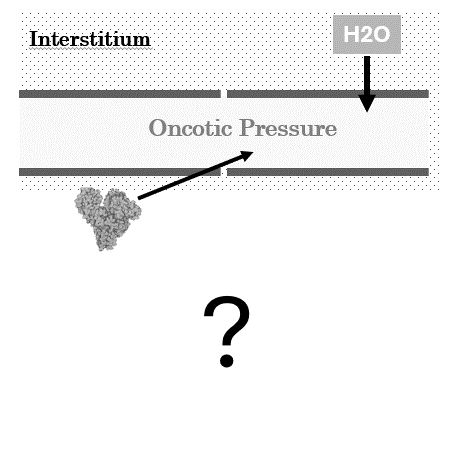 H2O
Interstitium
Oncotic Pressure
?